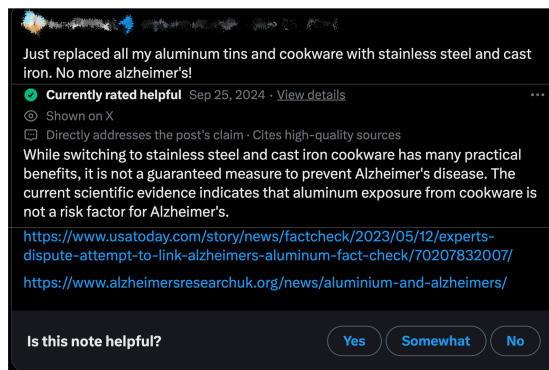 Just replaced all my aluminum tins and cookware with stainless steel and cast
iron. No more alzheimer's!
Currently rated helpful Sep 25, 2024 · View details
Shown on X
Directly addresses the post's claim · Cites high-quality sources
While switching to stainless steel and cast iron cookware has many practical
benefits, it is not a guaranteed measure to prevent Alzheimer's disease. The
current scientific evidence indicates that aluminum exposure from cookware is
not a risk factor for Alzheimer's.
https://www.usatoday.com/story/news/factcheck/2023/05/12/experts-
dispute-attempt-to-link-alzheimers-aluminum-fact-check/70207832007/
https://www.alzheimersresearchuk.org/news/aluminium-and-alzheimers/
Is this note helpful? Yes Somewhat No